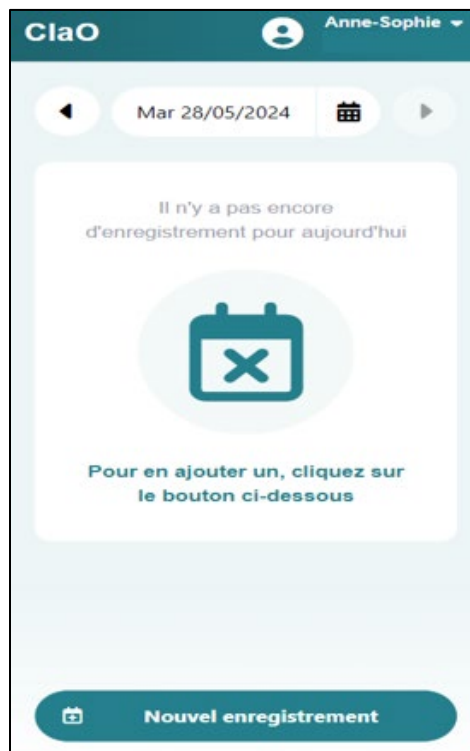 ClaO
Anne-Sophie
Mar 28/05/2024
Il n'y a pas encore
d'enregistrement pour aujourd'hui
Pour en ajouter un, cliquez sur
le bouton ci-dessous
Nouvel enregistrement